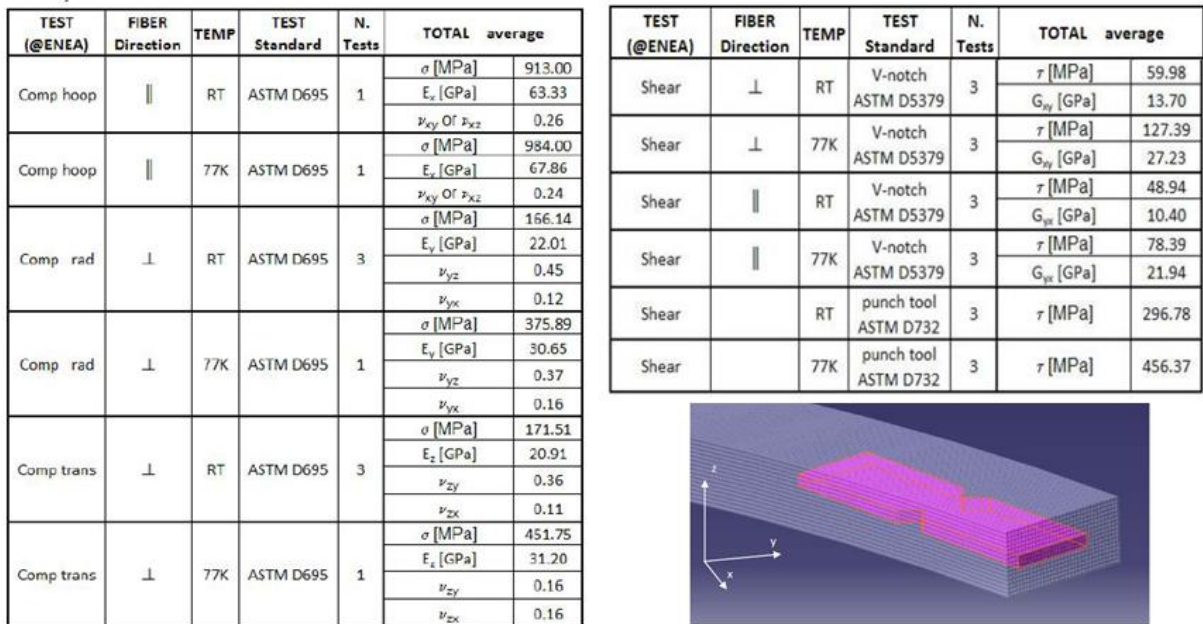 TEST (@ENEA) FIBER Direction TEMP TEST Standard N. Tests TOTAL average
Comp hoop ∥ RT ASTM D695 1 σ [MPa] 913.00
Ex [GPa] 63.33
νxy or νxz 0.26
Comp hoop ∥ 77K ASTM D695 1 σ [MPa] 984.00
Ex [GPa] 67.86
νxy or νxz 0.24
Comp rad ⊥ RT ASTM D695 3 σ [MPa] 166.14
Ey [GPa] 22.01
νyz 0.45
νyx 0.12
Comp rad ⊥ 77K ASTM D695 1 σ [MPa] 375.89
Ey [GPa] 30.65
νyz 0.37
νyx 0.16
Comp trans ⊥ RT ASTM D695 3 σ [MPa] 171.51
Ez [GPa] 20.91
νzy 0.36
νzx 0.11
Comp trans ⊥ 77K ASTM D695 1 σ [MPa] 451.75
Ez [GPa] 31.20
νzy 0.16
νzx 0.16
TEST (@ENEA) FIBER Direction TEMP TEST Standard N. Tests TOTAL average
Shear ⊥ RT V-notch ASTM D5379 3 τ [MPa] 59.98
Gxy [GPa] 13.70
Shear ⊥ 77K V-notch ASTM D5379 3 τ [MPa] 127.39
Gxy [GPa] 27.23
Shear ∥ RT V-notch ASTM D5379 3 τ [MPa] 48.94
Gyx [GPa] 10.40
Shear ∥ 77K V-notch ASTM D5379 3 τ [MPa] 78.39
Gyx [GPa] 21.94
Shear RT punch tool ASTM D732 3 τ [MPa] 296.78
Shear 77K punch tool ASTM D732 3 τ [MPa] 456.37
z
y
x